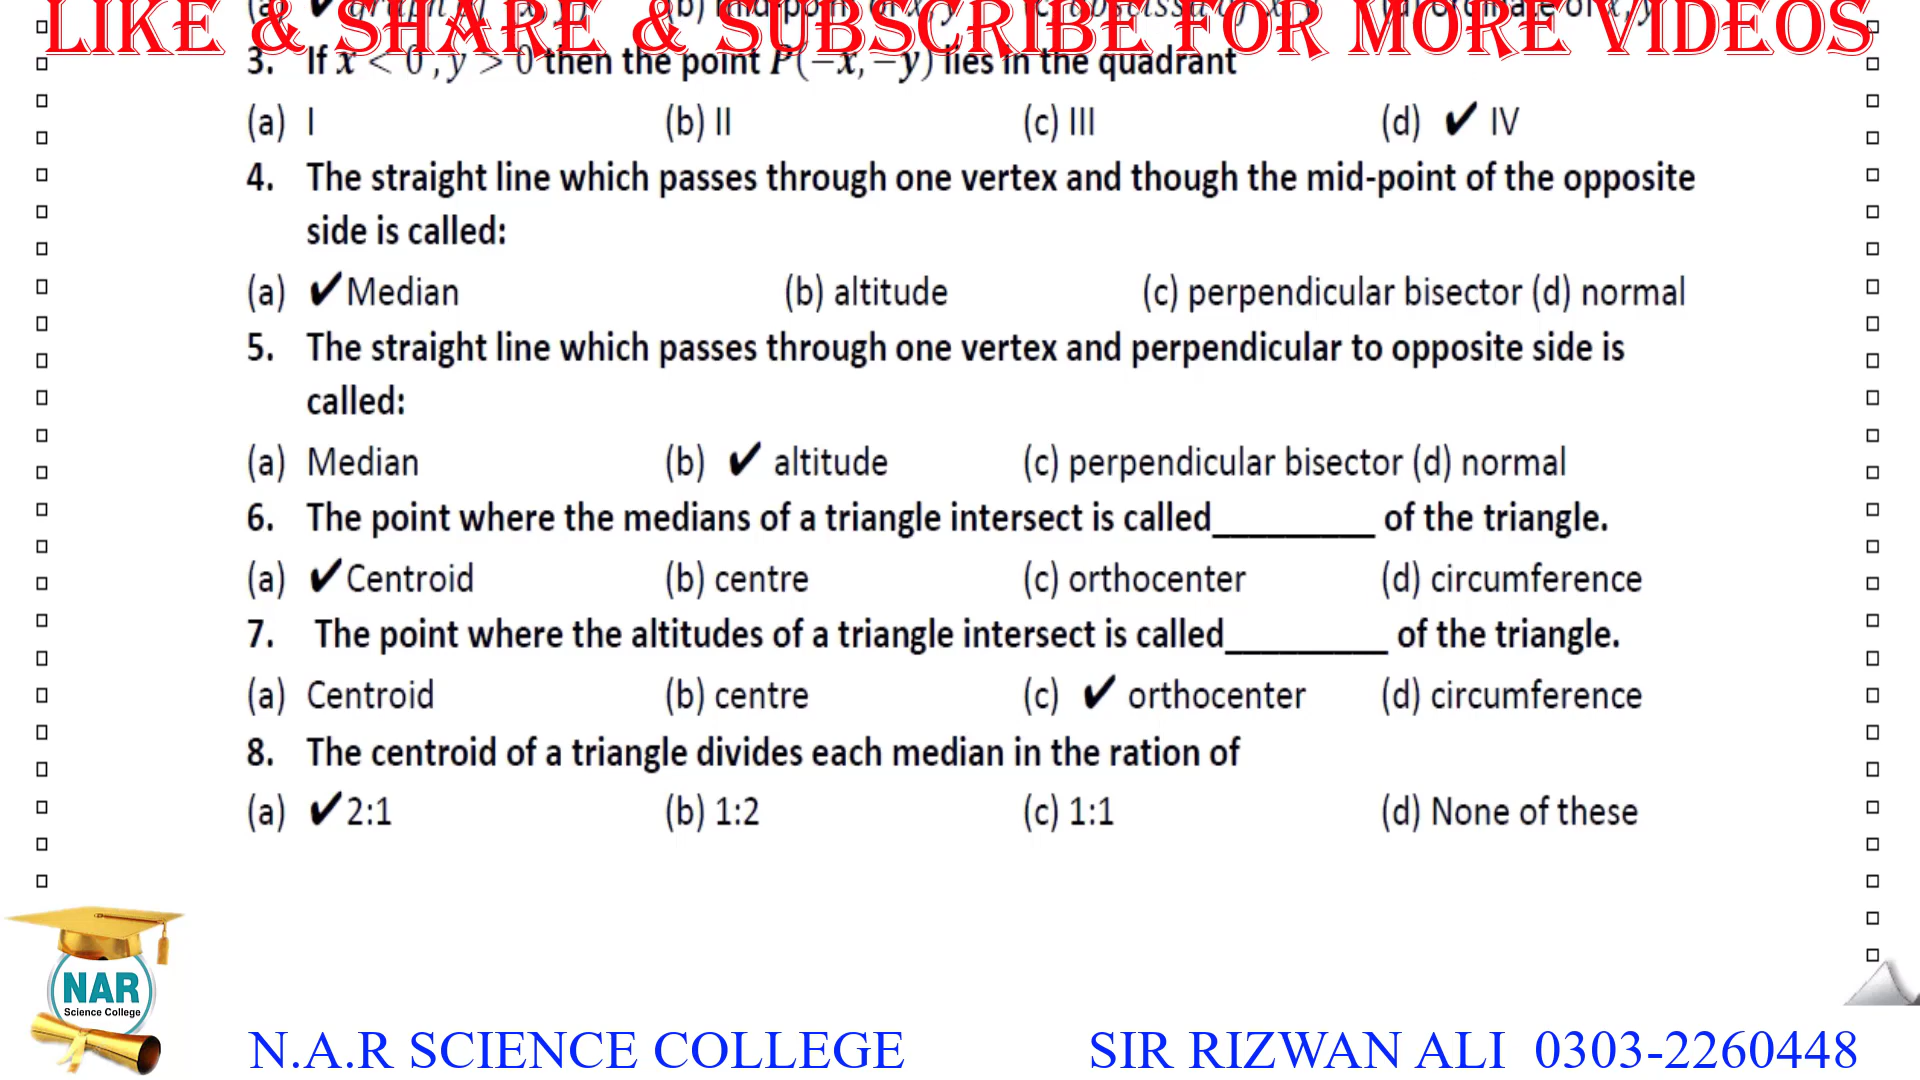 LIKE & SHARE & SUBSCRIBE FOR MORE VIDEOS
3. If x < 0 , y > 0 then the point P(−x, −y) lies in the quadrant
(a) I (b) II (c) III (d) ✔ IV
4. The straight line which passes through one vertex and though the mid-point of the opposite
side is called:
(a) ✔Median (b) altitude (c) perpendicular bisector (d) normal
5. The straight line which passes through one vertex and perpendicular to opposite side is
called:
(a) Median (b) ✔ altitude (c) perpendicular bisector (d) normal
6. The point where the medians of a triangle intersect is called_________ of the triangle.
(a) ✔Centroid (b) centre (c) orthocenter (d) circumference
7. The point where the altitudes of a triangle intersect is called_________ of the triangle.
(a) Centroid (b) centre (c) ✔ orthocenter (d) circumference
8. The centroid of a triangle divides each median in the ration of
(a) ✔2:1 (b) 1:2 (c) 1:1 (d) None of these
NAR
Science College
N.A.R SCIENCE COLLEGE SIR RIZWAN ALI 0303-2260448